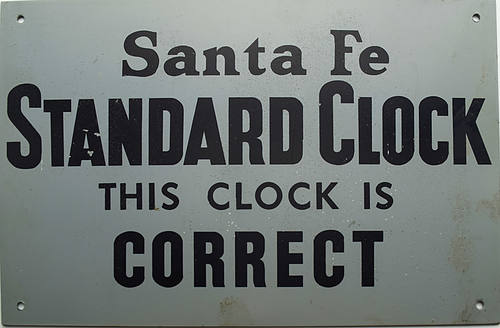 Santa Fe
STANDARD CLOCK
THIS CLOCK IS
CORRECT